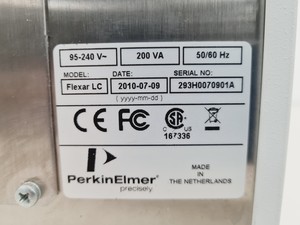 95-240 V~ 200 VA 50/60 Hz
MODEL: DATE: SERIAL NO:
Flexar LC 2010-07-09 293H0070901A
( yyyy-mm-dd )
CE FC SA
C US
167336
PerkinElmer
precisely.
MADE
IN
THE NETHERLANDS